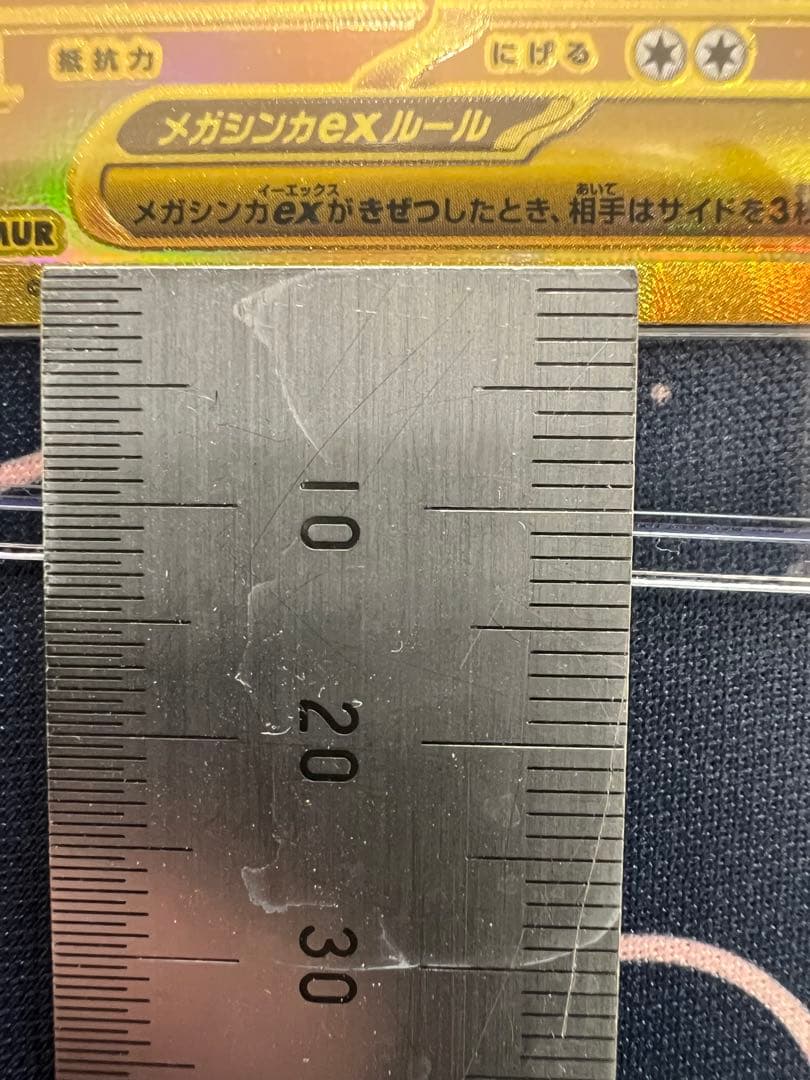 抵抗力 にげる
メガシンカexルール
イーエックス あいて
メガシンカexがきぜつしたとき、相手はサイドを3
MUR
10
20
30